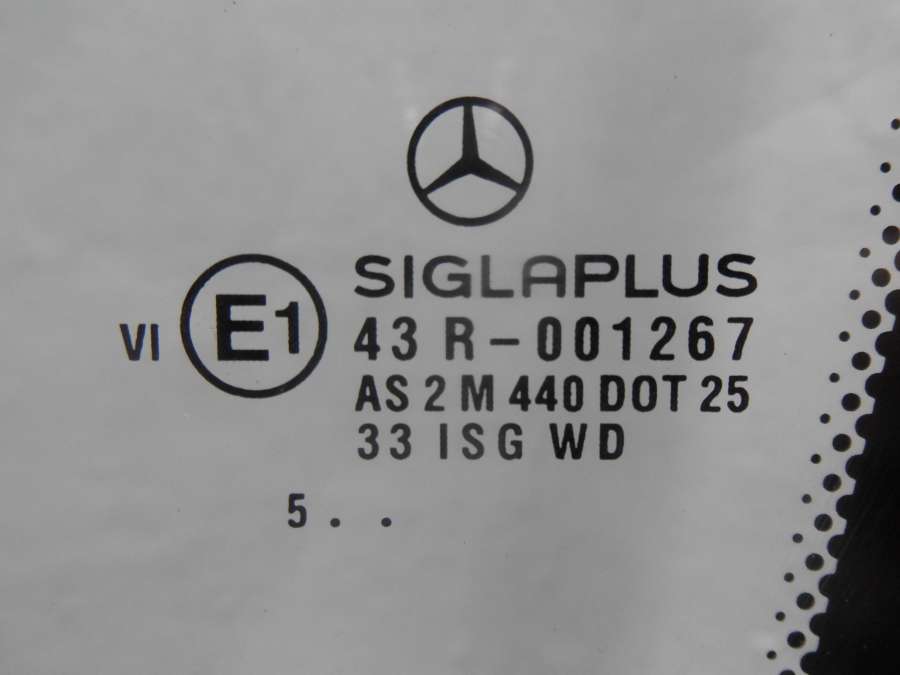 SIGLAPLUS
VI E1 43 R-001267
AS 2 M 440 DOT 25
33 ISG WD
5 . .